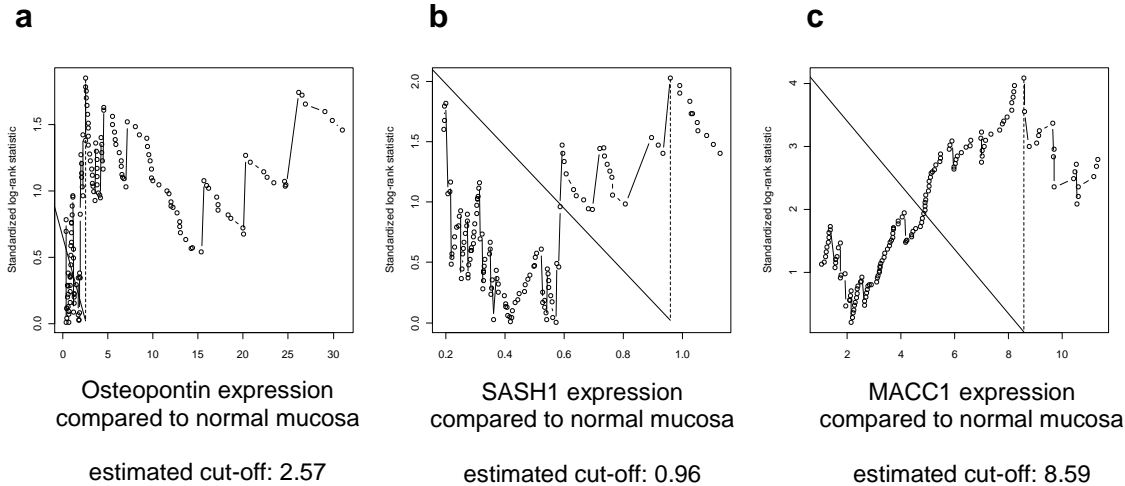 a
b
c
Standardized log-rank statistic
0.0 0.5 1.0 1.5
0 5 10 15 20 25 30
Standardized log-rank statistic
0.0 0.5 1.0 1.5 2.0
0.2 0.4 0.6 0.8 1.0
Standardized log-rank statistic
1 2 3 4
2 4 6 8 10
Osteopontin expression
compared to normal mucosa
estimated cut-off: 2.57
SASH1 expression
compared to normal mucosa
estimated cut-off: 0.96
MACC1 expression
compared to normal mucosa
estimated cut-off: 8.59